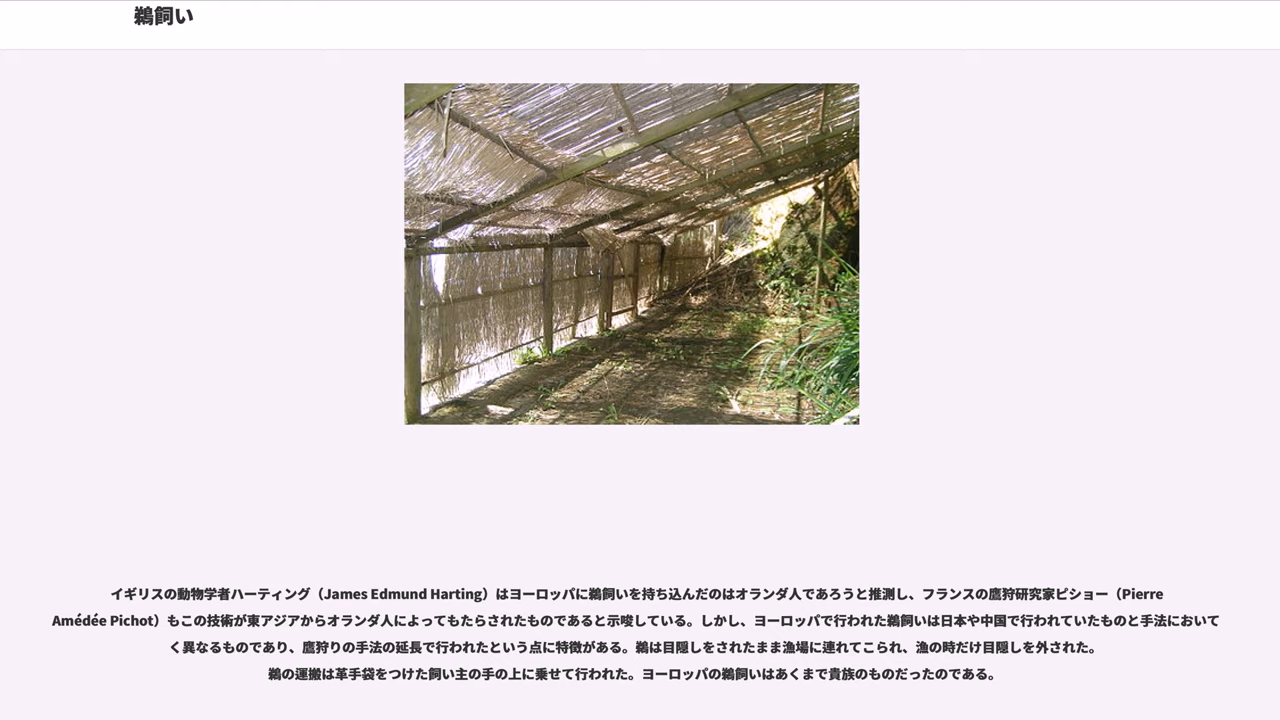 鵜飼い
イギリスの動物学者ハーティング（James Edmund Harting）はヨーロッパに鵜飼いを持ち込んだのはオランダ人であろうと推測し、フランスの鷹狩研究家ピショー（Pierre
Amédée Pichot）もこの技術が東アジアからオランダ人によってもたらされたものであると示唆している。しかし、ヨーロッパで行われた鵜飼いは日本や中国で行われていたものと手法において
く異なるものであり、鷹狩りの手法の延長で行われたという点に特徴がある。鵜は目隠しをされたまま漁場に連れてこられ、漁の時だけ目隠しを外された。
鵜の運搬は革手袋をつけた飼い主の手の上に乗せて行われた。ヨーロッパの鵜飼いはあくまで貴族のものだったのである。